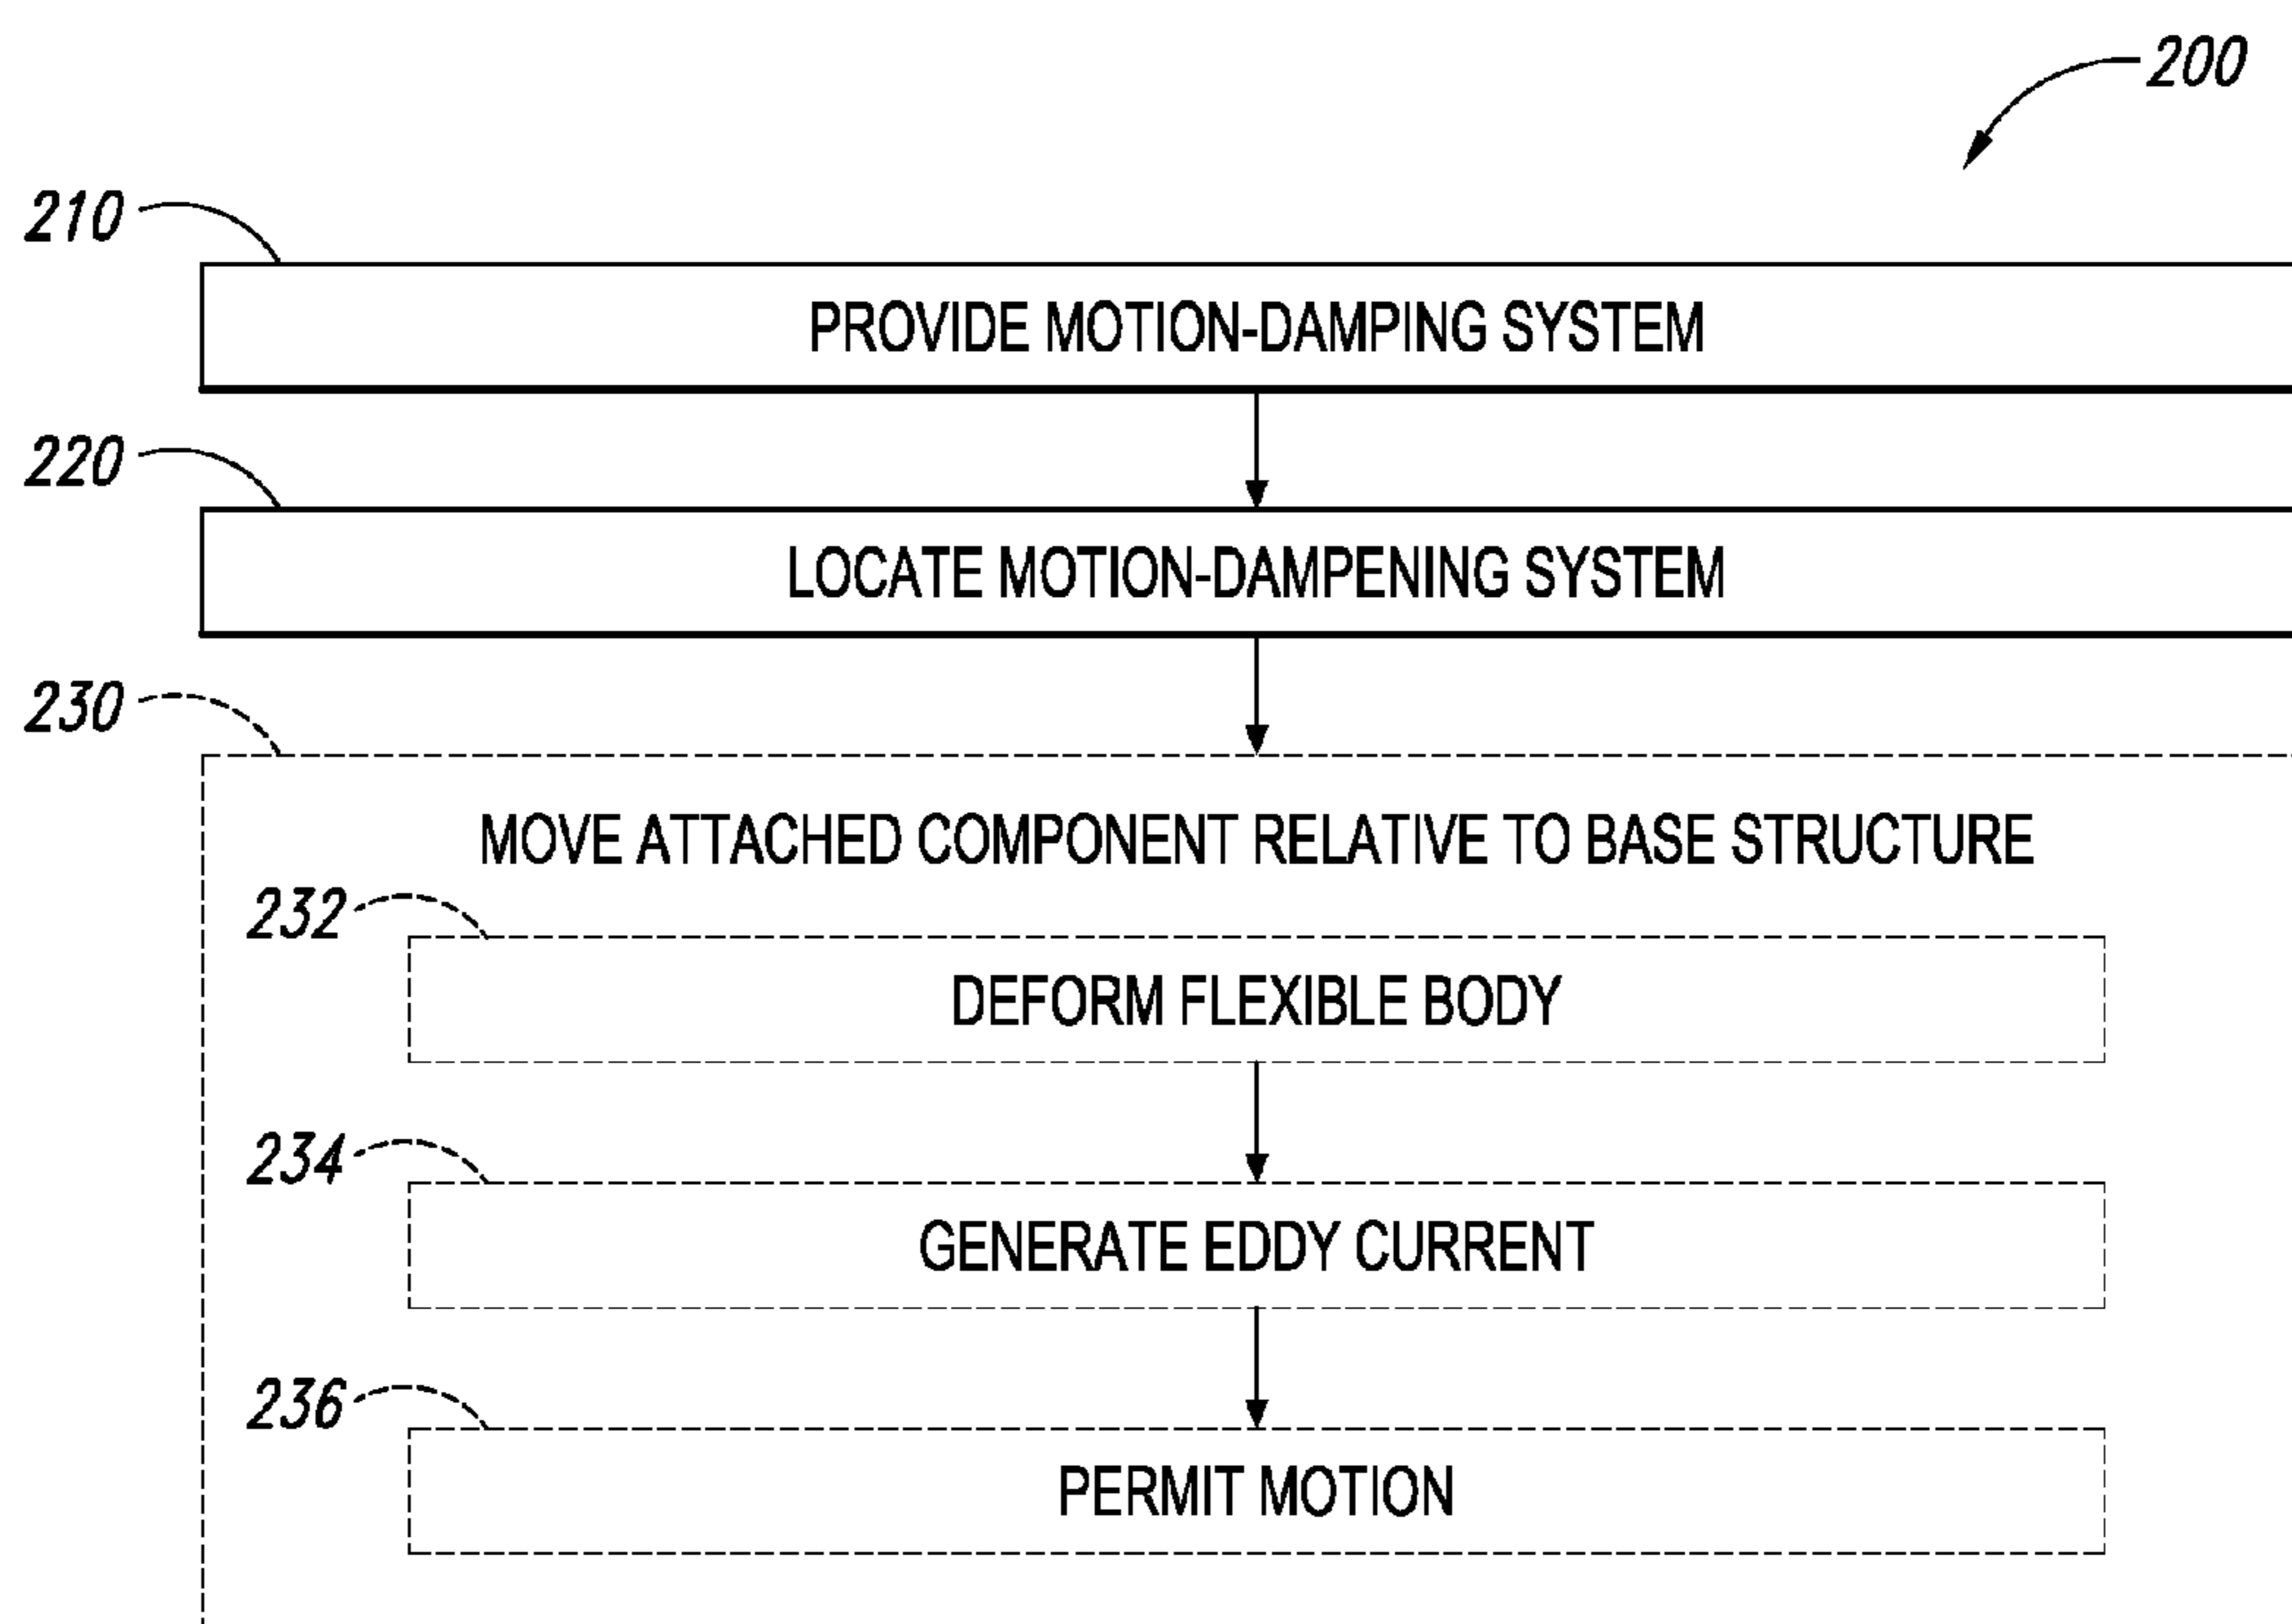 200
210
PROVIDE MOTION-DAMPING SYSTEM
220
LOCATE MOTION-DAMPENING SYSTEM
230
MOVE ATTACHED COMPONENT RELATIVE TO BASE STRUCTURE
232
DEFORM FLEXIBLE BODY
234
GENERATE EDDY CURRENT
236
PERMIT MOTION